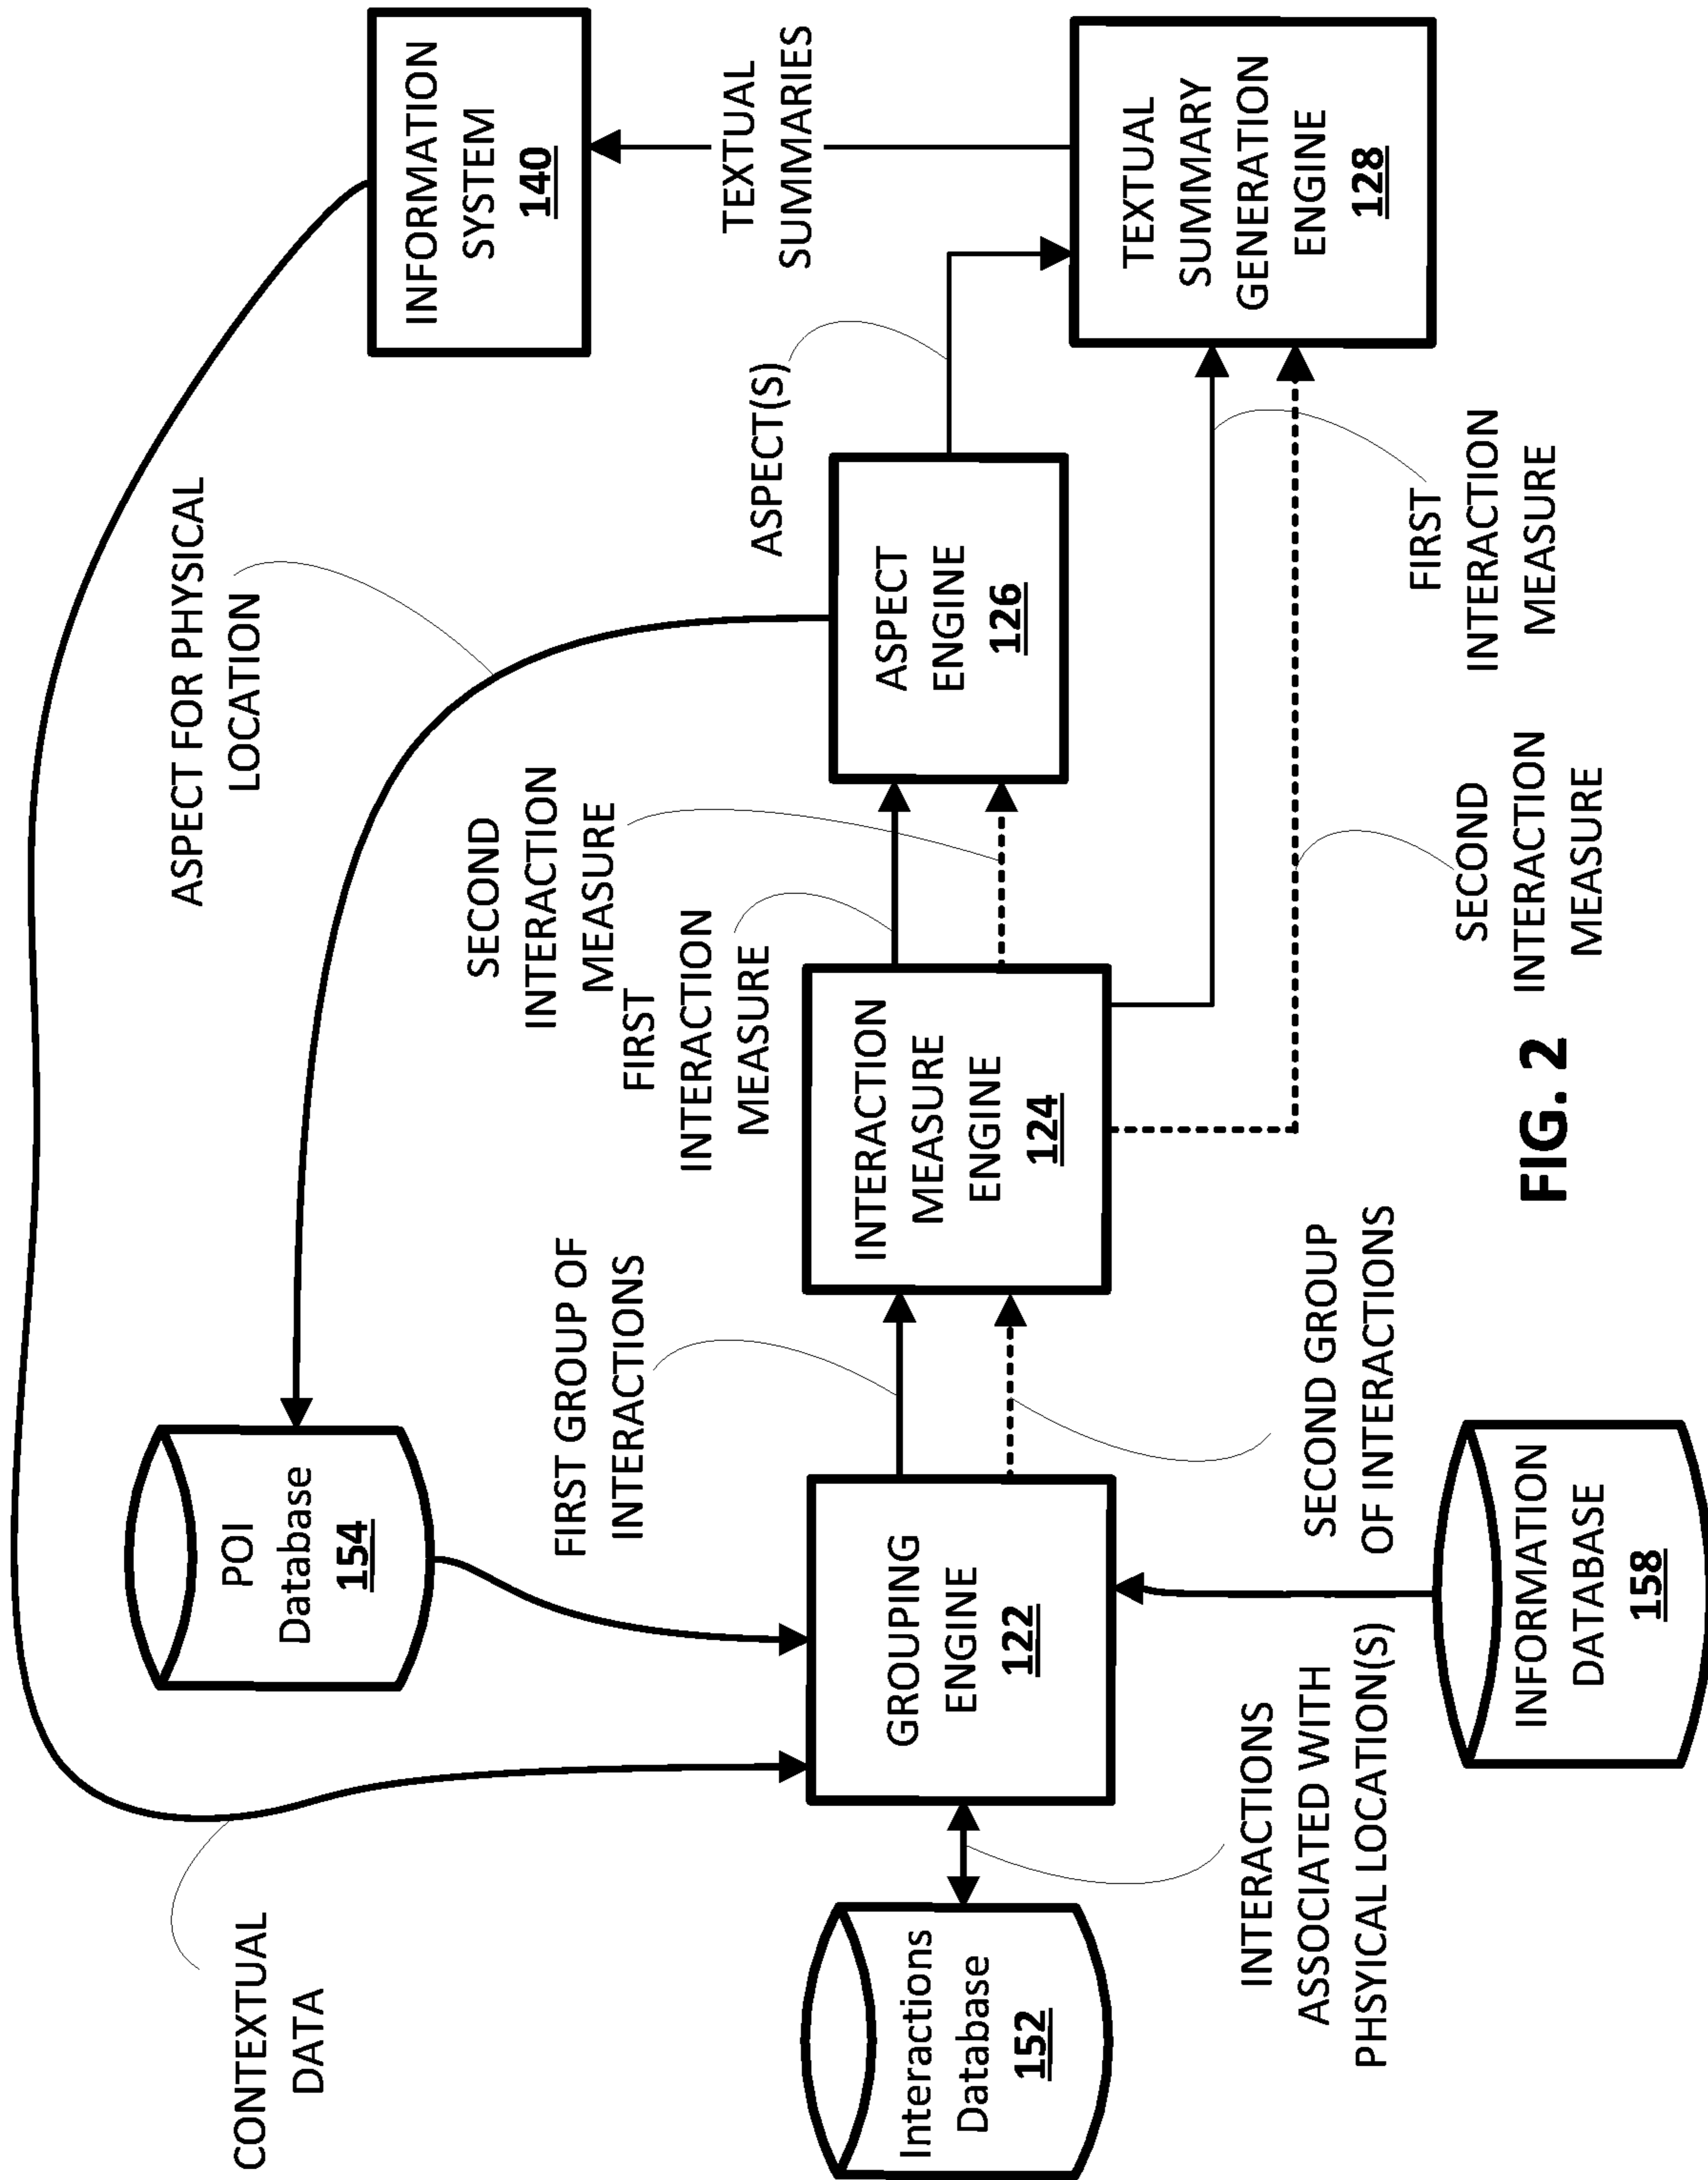 CONTEXTUAL
DATA
ASPECT FOR PHYSICAL
LOCATION
INFORMATION
SYSTEM
140
POI
Database
154
TEXTUAL
SUMMARIES
FIRST GROUP OF
INTERACTIONS
SECOND
INTERACTION
MEASURE
FIRST
INTERACTION
MEASURE
ASPECT(S)
Interactions
Database
152
GROUPING
ENGINE
122
INTERACTION
MEASURE
ENGINE
124
ASPECT
ENGINE
126
TEXTUAL
SUMMARY
GENERATION
ENGINE
128
INTERACTIONS
ASSOCIATED WITH
PHSYICAL LOCATION(S)
SECOND GROUP
OF INTERACTIONS
FIRST
INTERACTION
MEASURE
SECOND
INTERACTION
MEASURE
INFORMATION
DATABASE
158
FIG. 2